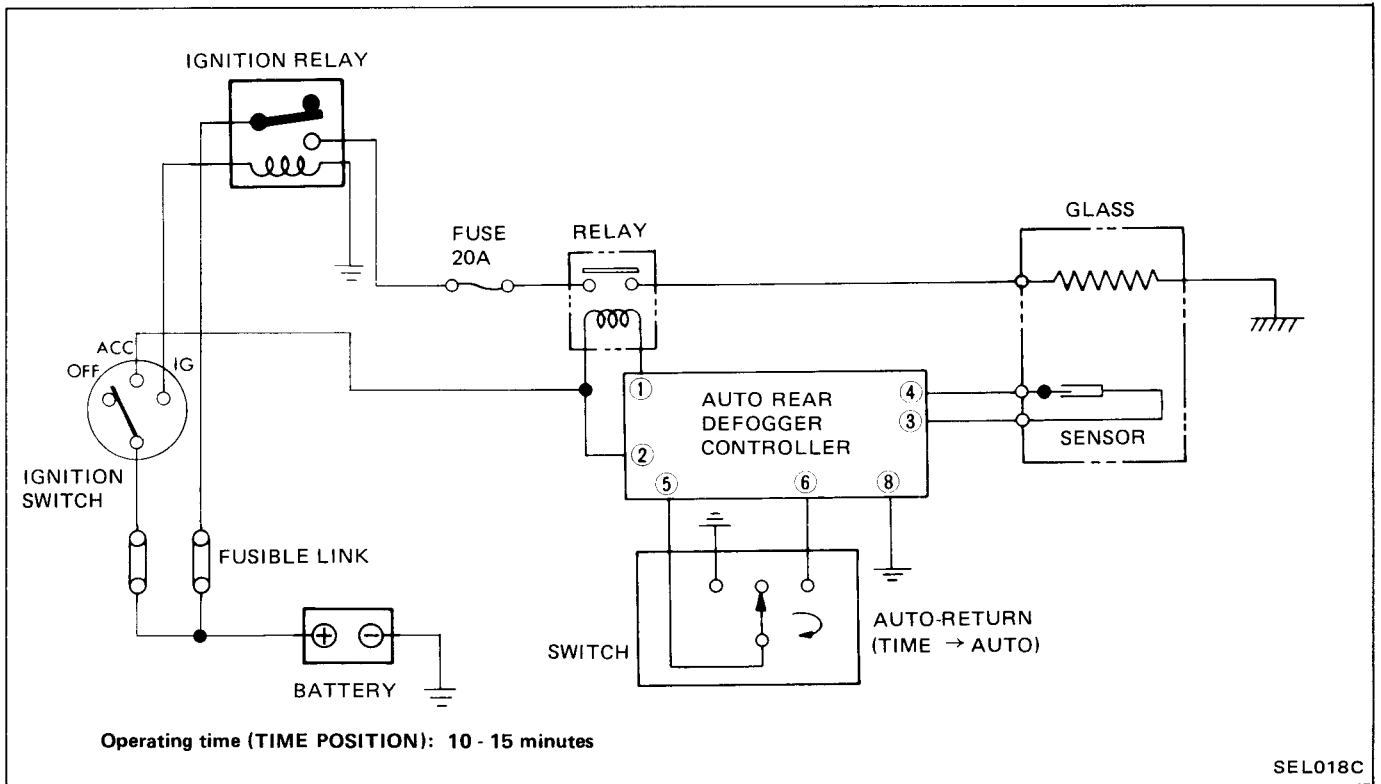 IGNITION RELAY
GLASS
FUSE
20A
RELAY
ACC
OFF
IG
IGNITION
SWITCH
1
2
AUTO REAR
DEFOGGER
CONTROLLER
4
3
5
6
8
SENSOR
FUSIBLE LINK
+
−
BATTERY
SWITCH
AUTO-RETURN
(TIME → AUTO)
Operating time (TIME POSITION): 10 - 15 minutes
SEL018C